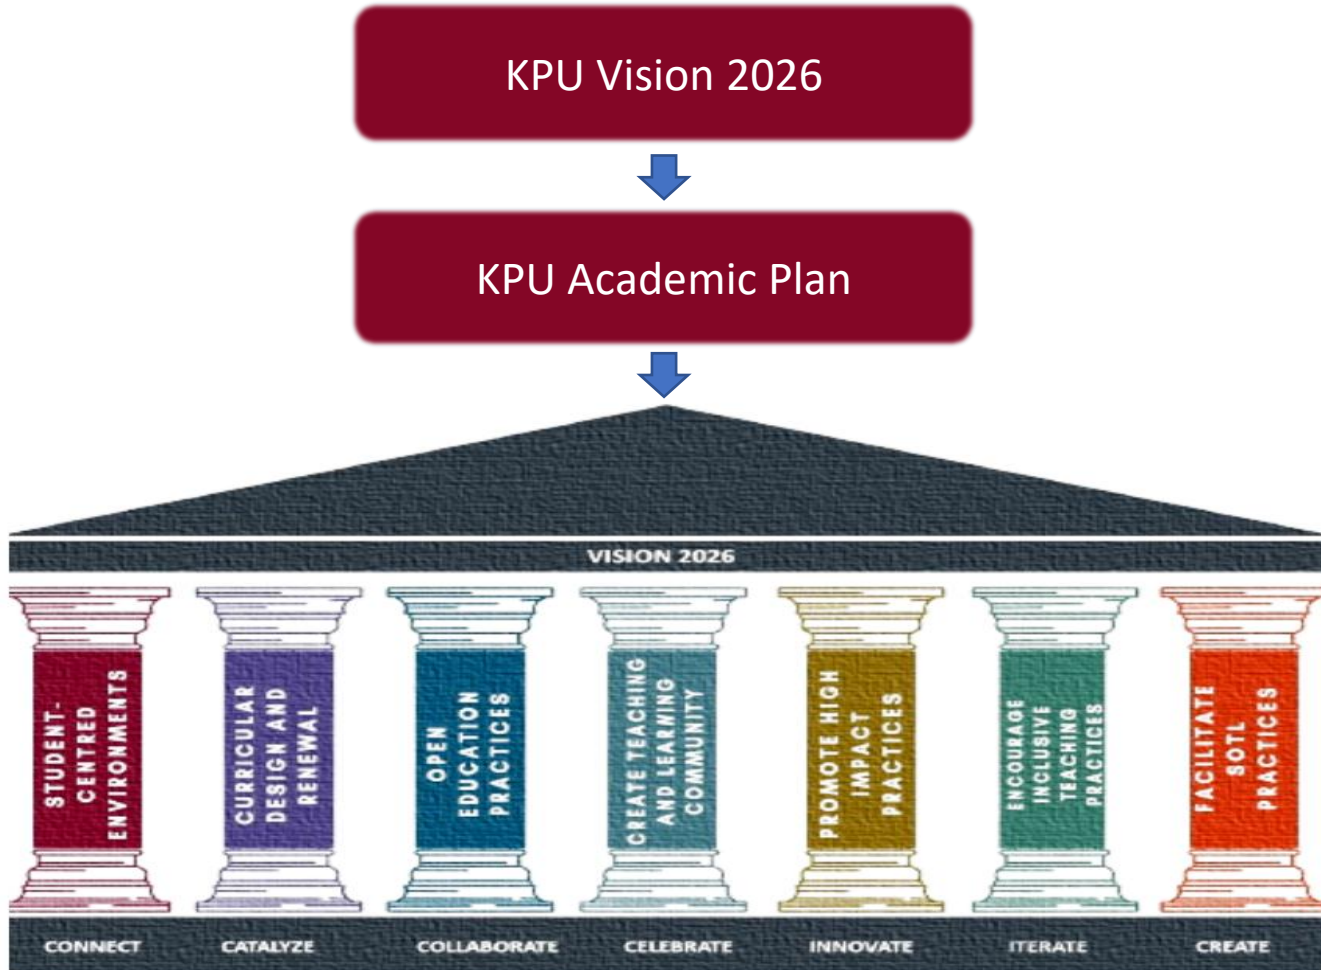 KPU Vision 2026
KPU Academic Plan
VISION 2026
STUDENT-
CENTRED
ENVIRONMENTS
CURRICULAR
DESIGN AND
RENEWAL
OPEN
EDUCATION
PRACTICES
CREATE TEACHING
AND LEARNING
COMMUNITY
PROMOTE HIGH
IMPACT
PRACTICES
ENCOURAGE
INCLUSIVE
TEACHING
PRACTICES
FACILITATE
SOTL
PRACTICES
CONNECT CATALYZE COLLABORATE CELEBRATE INNOVATE ITERATE CREATE